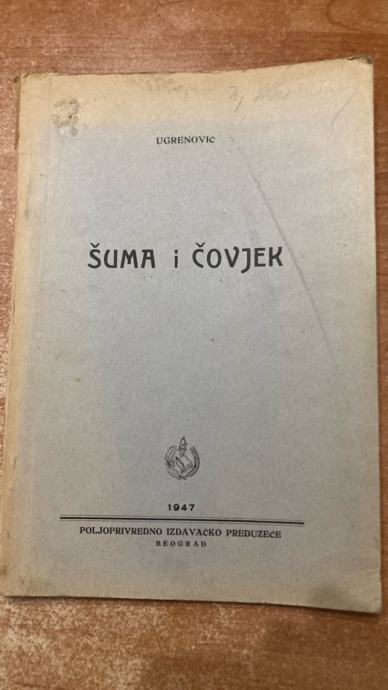 UGRENOVIĆ
ŠUMA i ČOVJEK
1947
POLJOPRIVREDNO IZDAVAČKO PREDUZEĆE
BEOGRAD